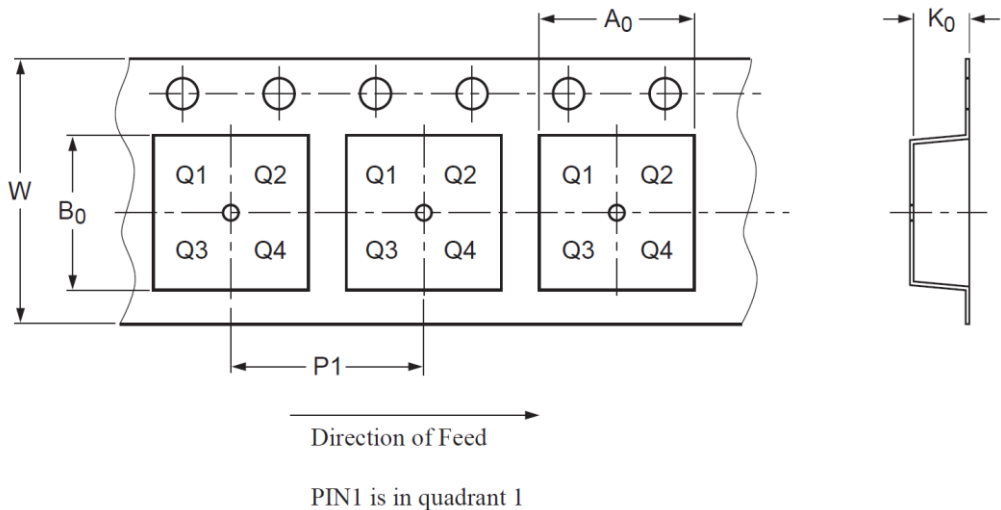 A0
K0
W
B0
Q1 Q2
Q3 Q4
Q1 Q2
Q3 Q4
Q1 Q2
Q3 Q4
P1
Direction of Feed
PIN1 is in quadrant 1